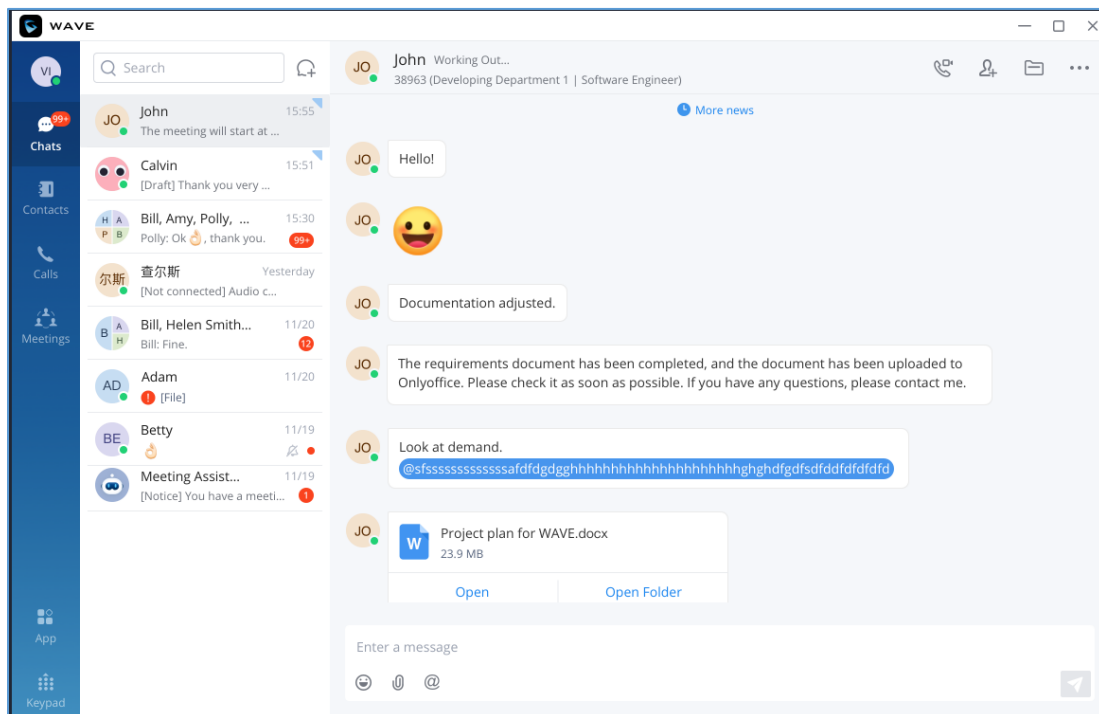 WAVE
VI
99+
Chats
Contacts
Calls
Meetings
App
Keypad
Search
JO
John
15:55
The meeting will start at ...
Calvin
15:51
[Draft] Thank you very ...
H A
P B
Bill, Amy, Polly, ...
15:30
Polly: Ok👌🏻, thank you.
99+
尔斯
查尔斯
Yesterday
[Not connected] Audio c...
B A
H
Bill, Helen Smith...
11/20
Bill: Fine.
12
AD
Adam
11/20
! [File]
BE
Betty
11/19
👌🏻
Meeting Assist...
11/19
[Notice] You have a meeti...
1
JO
John Working Out...
38963 (Developing Department 1 | Software Engineer)
More news
JO
Hello!
JO
JO
Documentation adjusted.
JO
The requirements document has been completed, and the document has been uploaded to
Onlyoffice. Please check it as soon as possible. If you have any questions, please contact me.
JO
Look at demand.
JO
W
Project plan for WAVE.docx
23.9 MB
Open
Open Folder
Enter a message
@